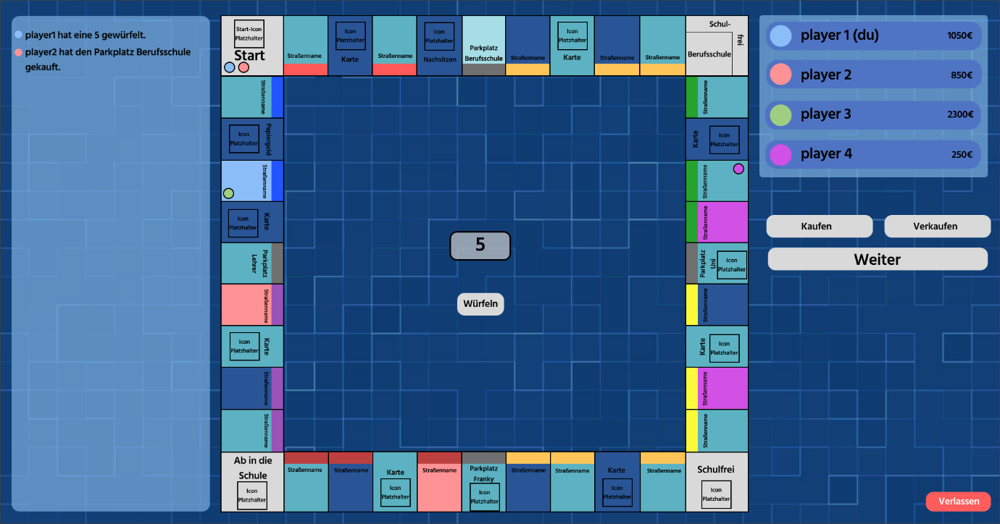 player1 hat eine 5 gewürfelt.
player2 hat den Parkplatz Berufsschule
gekauft.
Start-Icon
Platzhalter
Start
Straßenname
Icon
Platzhalter
Karte
Straßenname
Icon
Platzhalter
Nachsitzen
Parkplatz
Berufsschule
Straßenname
Icon
Platzhalter
Karte
Straßenname
Straßenname
Schul-
frei
Berufsschule
Straßenname
Icon
Platzhalter
Papiergeld
Straßenname
Icon
Platzhalter
Karte
Parkplatz
Lehrer
Straßenname
Icon
Platzhalter
Karte
Straßenname
Straßenname
5
Würfeln
Straßenname
Karte
Icon
Platzhalter
Straßenname
Straßenname
Parkplatz
Uni
Icon
Platzhalter
Straßenname
Karte
Icon
Platzhalter
Straßenname
Straßenname
Ab in die
Schule
Icon
Platzhalter
Straßenname
Straßenname
Karte
Icon
Platzhalter
Straßenname
Parkplatz
Franky
Icon
Platzhalter
Straßenname
Straßenname
Karte
Icon
Platzhalter
Straßenname
Schulfrei
Icon
Platzhalter
player 1 (du) 1050€
player 2 850€
player 3 2300€
player 4 250€
Kaufen
Verkaufen
Weiter
Verlassen